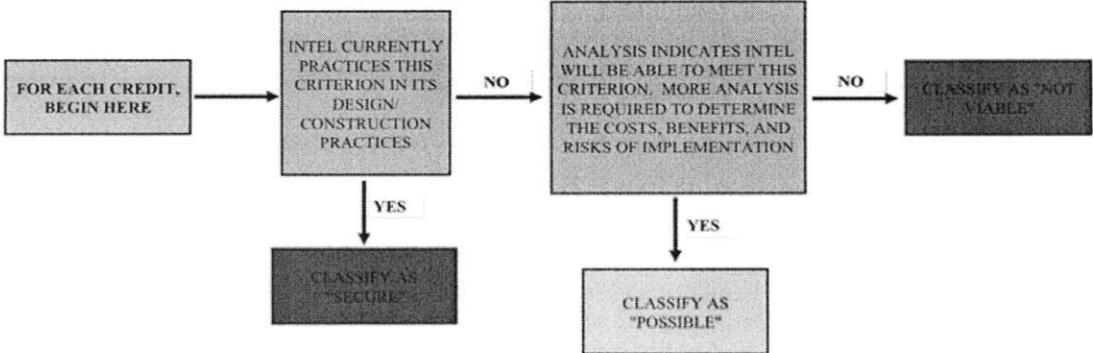 FOR EACH CREDIT,
BEGIN HERE
INTEL CURRENTLY
PRACTICES THIS
CRITERION IN ITS
DESIGN/
CONSTRUCTION
PRACTICES
NO
ANALYSIS INDICATES INTEL
WILL BE ABLE TO MEET THIS
CRITERION. MORE ANALYSIS
IS REQUIRED TO DETERMINE
THE COSTS, BENEFITS, AND
RISKS OF IMPLEMENTATION
NO
CLASSIFY AS "NOT
VIABLE"
YES
CLASSIFY AS
"SECURE"
YES
CLASSIFY AS
"POSSIBLE"